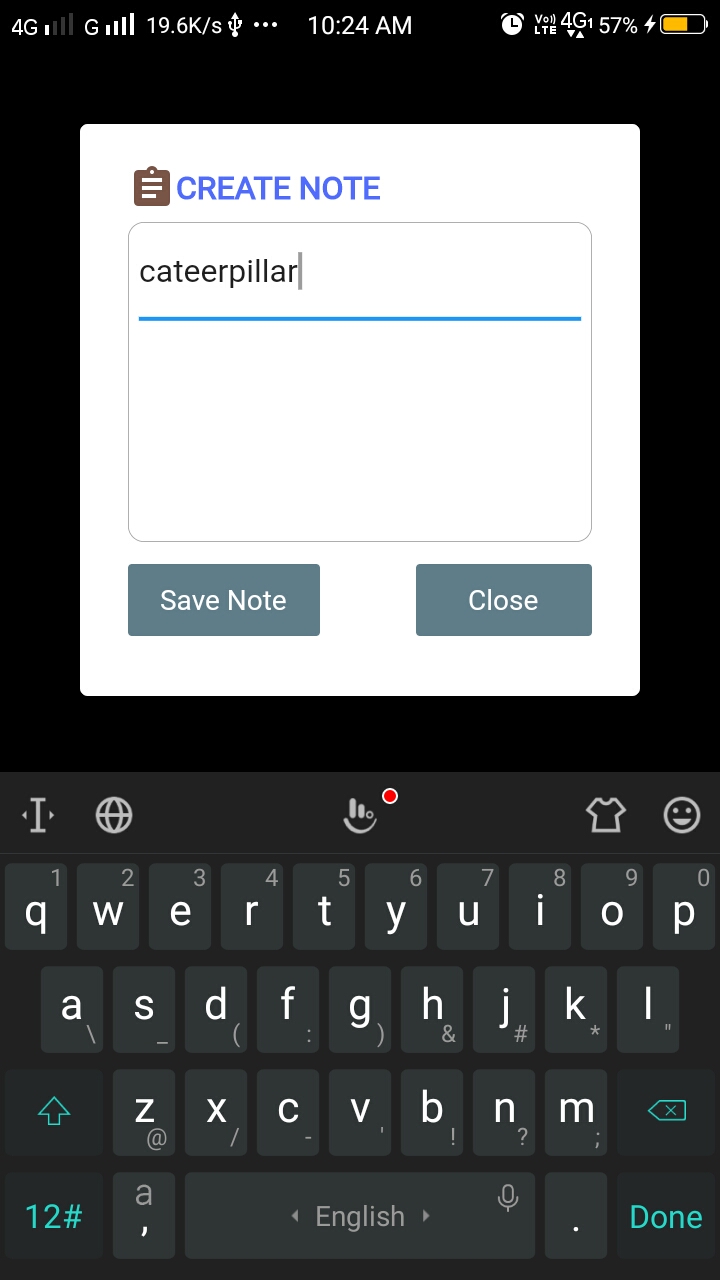 4G G 19.6K/s ... 10:24 AM Vo)) LTE 4G1 57%
CREATE NOTE
cateerpillar
Save Note Close
1 2 3 4 5 6 7 8 9 0
q w e r t y u i o p
a s d f g h j k l
\ _ ( : ) & # * "
z x c v b n m
@ / - ' ! ? ;
12# a , English . Done